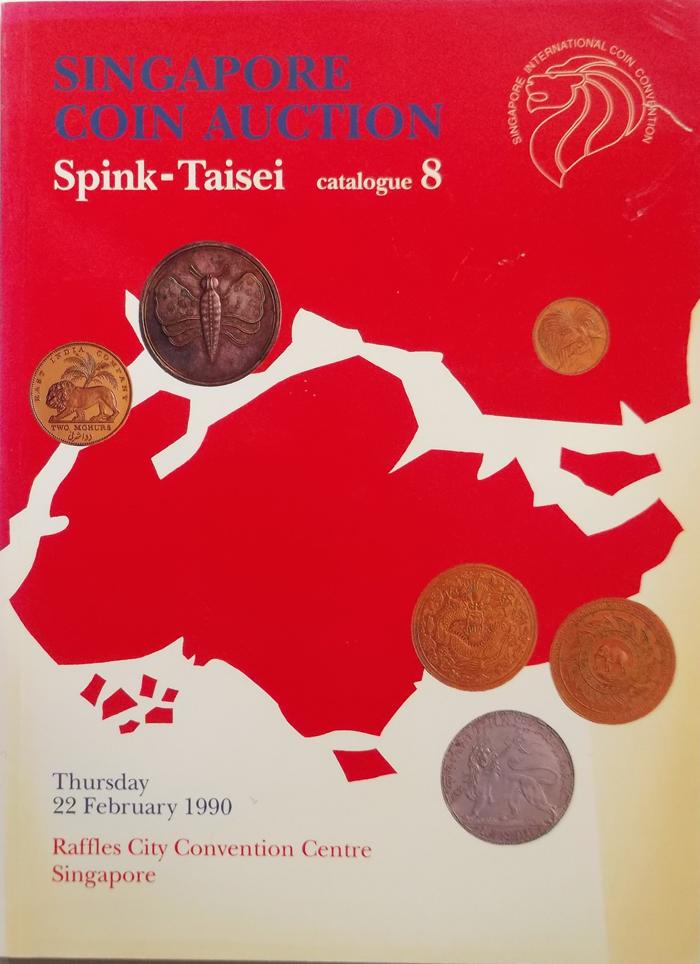 SINGAPORE
COIN AUCTION
Spink-Taisei catalogue 8
SINGAPORE INTERNATIONAL COIN CONVENTION
EAST INDIA COMPANY
TWO MOHURS
Thursday
22 February 1990
Raffles City Convention Centre
Singapore